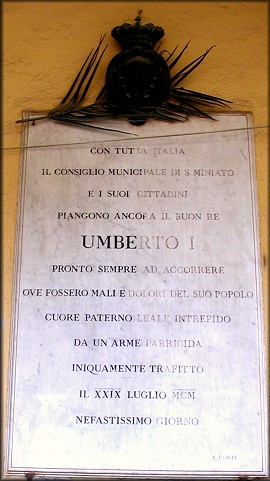 CON TUTTA ITALIA
IL CONSIGLIO MUNICIPALE DI S. MINIATO
E I SUOI CITTADINI
PIANGONO ANCORA IL BUON RE
UMBERTO I
PRONTO SEMPRE AD ACCORRERE
OVE FOSSERO MALI E DOLORI DEL SUO POPOLO
CUORE PATERNO LEALE INTREPIDO
DA UN ARME PARRICIDA
INIQUAMENTE TRAFITTO
IL XXIX LUGLIO MCM
NEFASTISSIMO GIORNO
A. CONTI